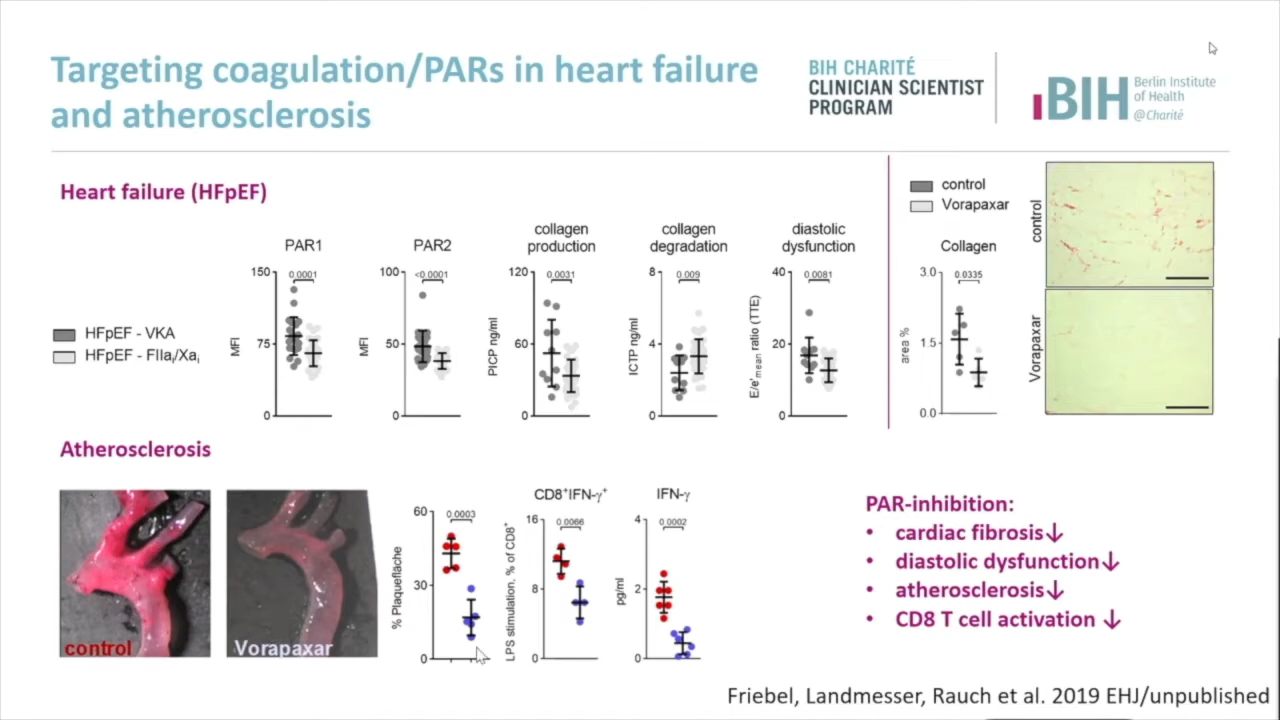 Targeting coagulation/PARs in heart failure
and atherosclerosis
BIH CHARITÉ
CLINICIAN SCIENTIST
PROGRAM
BIH
Berlin Institute
of Health
@Charité
Heart failure (HFpEF)
HFpEF - VKA
HFpEF - FIIai/Xai
PAR1
150
75
0
MFI
0.0001
PAR2
100
50
0
MFI
<0.0001
collagen
production
120
60
0
PICP ng/ml
0.0031
collagen
degradation
8
4
0
ICTP ng/ml
0.009
diastolic
dysfunction
40
20
0
E/e'mean ratio (TTE)
0.0081
control
Vorapaxar
Collagen
3.0
1.5
0.0
area %
0.0335
control
Vorapaxar
Atherosclerosis
control
Vorapaxar
60
30
0
% Plaquefläche
0.0003
CD8+IFN-γ+
16
8
0
LPS stimulation, % of CD8+
0.0066
IFN-γ
4
2
0
pg/ml
0.0002
PAR-inhibition:
• cardiac fibrosis↓
• diastolic dysfunction↓
• atherosclerosis↓
• CD8 T cell activation ↓
Friebel, Landmesser, Rauch et al. 2019 EHJ/unpublished